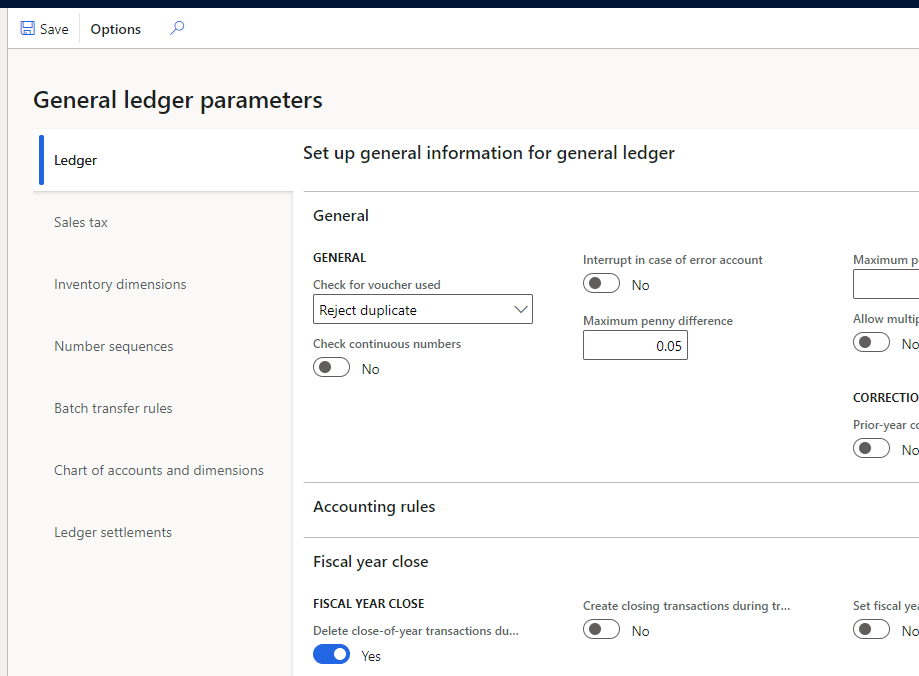 Save
Options
General ledger parameters
Ledger
Sales tax
Inventory dimensions
Number sequences
Batch transfer rules
Chart of accounts and dimensions
Ledger settlements
Set up general information for general ledger
General
GENERAL
Check for voucher used
Reject duplicate
Check continuous numbers
No
Interrupt in case of error account
No
Maximum penny difference
0.05
Maximum p
Allow multip
No
CORRECTIO
Prior-year co
No
Accounting rules
Fiscal year close
FISCAL YEAR CLOSE
Delete close-of-year transactions du...
Yes
Create closing transactions during tr...
No
Set fiscal yea
No